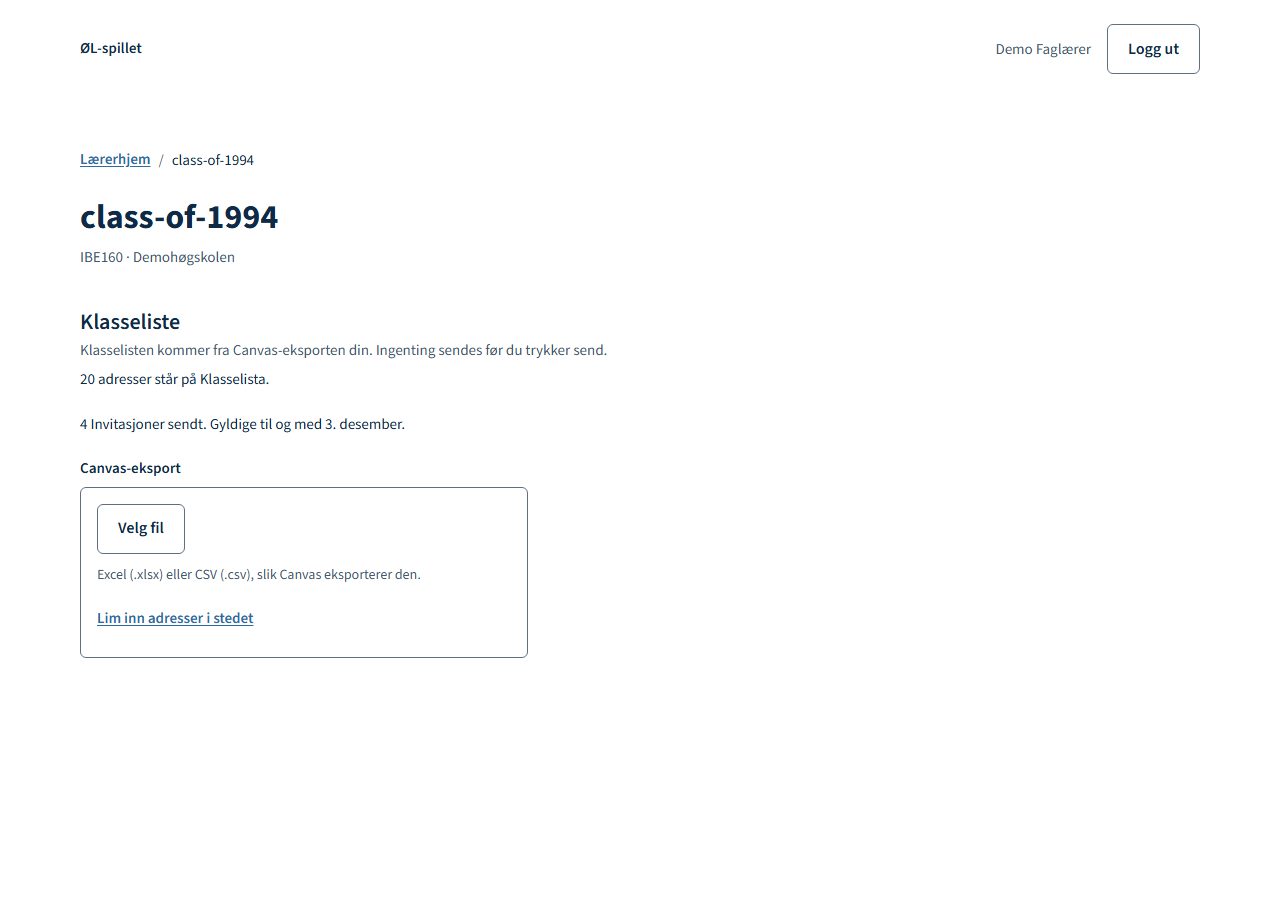 ØL-spillet
Demo Faglærer
Logg ut
Lærerhjem / class-of-1994
class-of-1994
IBE160 · Demohøgskolen
Klasseliste
Klasselisten kommer fra Canvas-eksporten din. Ingenting sendes før du trykker send.
20 adresser står på Klasselista.
4 Invitasjoner sendt. Gyldige til og med 3. desember.
Canvas-eksport
Velg fil
Excel (.xlsx) eller CSV (.csv), slik Canvas eksporterer den.
Lim inn adresser i stedet